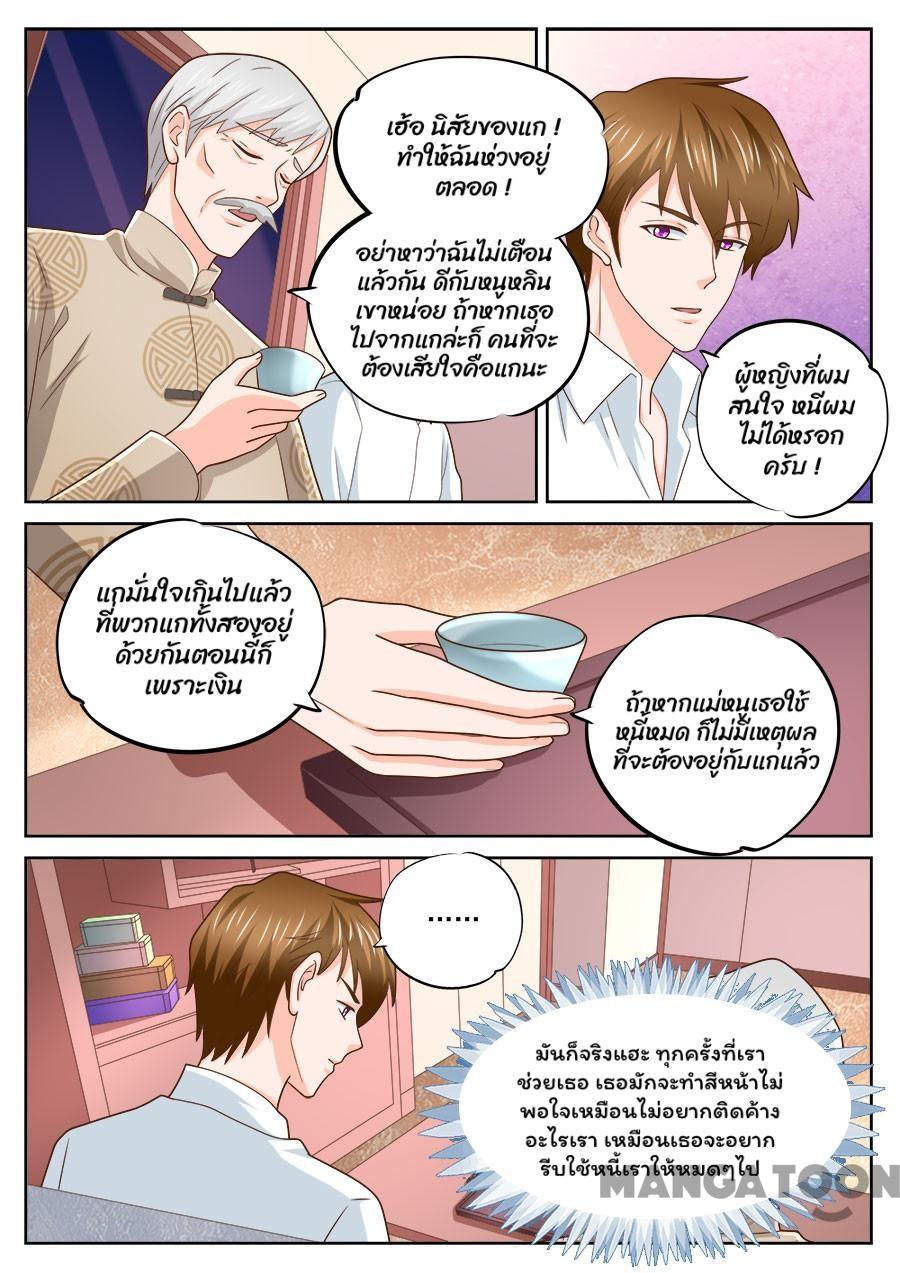 เฮ้อ นิสัยของแก !
ทำให้ฉันห่วงอยู่
ตลอด !
อย่าหาว่าฉันไม่เตือน
แล้วกัน ดีกับหนูหลิน
เขาหน่อย ถ้าหากเธอ
ไปจากแกล่ะก็ คนที่จะ
ต้องเสียใจคือแกนะ
ผู้หญิงที่ผม
สนใจ หนีผม
ไม่ได้หรอก
ครับ !
แกมั่นใจเกินไปแล้ว
ที่พวกแกทั้งสองอยู่
ด้วยกันตอนนี้ก็
เพราะเงิน
ถ้าหากแม่หนูเธอใช้
หนี้หมด ก็ไม่มีเหตุผล
ที่จะต้องอยู่กับแกแล้ว
......
มันก็จริงแฮะ ทุกครั้งที่เรา
ช่วยเธอ เธอมักจะทำสีหน้าไม่
พอใจเหมือนไม่อยากติดค้าง
อะไรเรา เหมือนเธอจะอยาก
รีบใช้หนี้เราให้หมดๆไป
MANGATOON